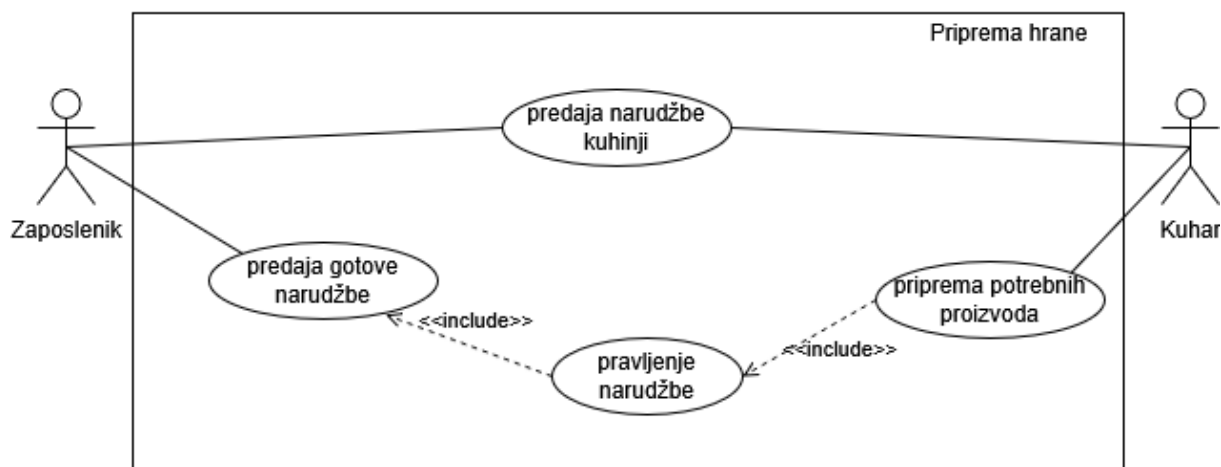 Priprema hrane
predaja narudžbe
kuhinji
Zaposlenik
Kuhar
predaja gotove
narudžbe
priprema potrebnih
proizvoda
<<include>>
<<include>>
pravljenje
narudžbe